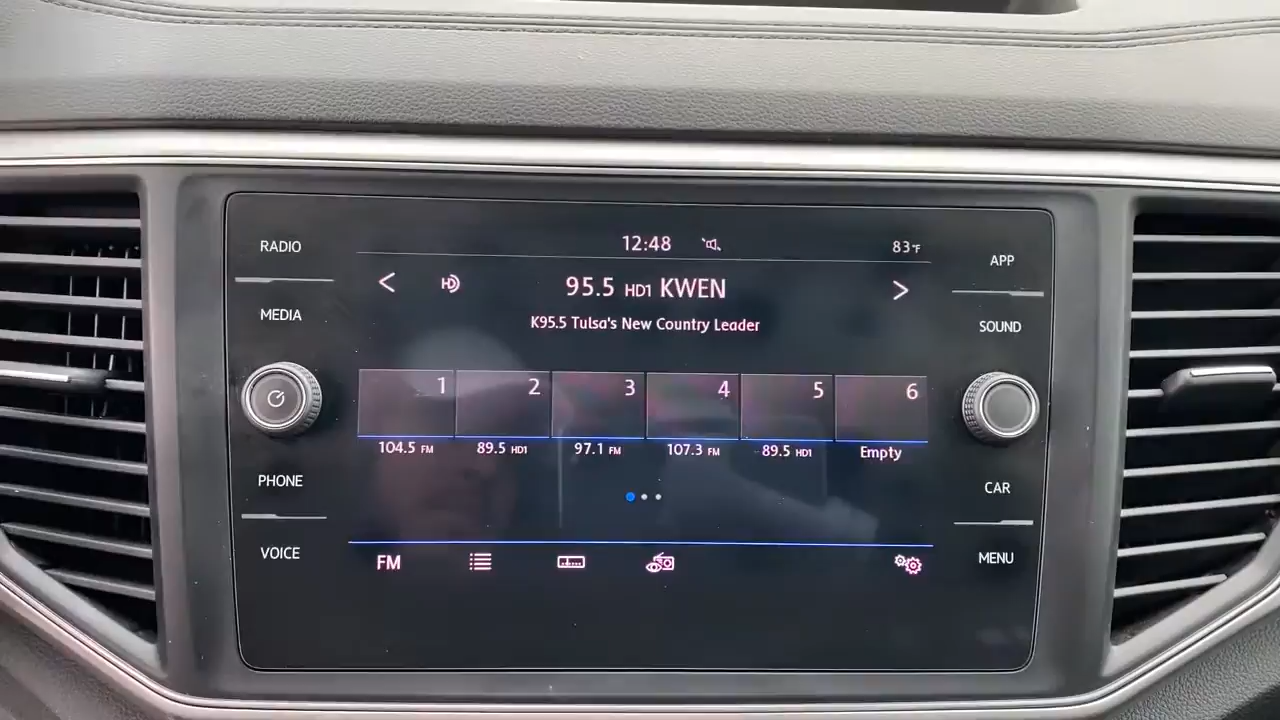 RADIO
MEDIA
PHONE
VOICE
12:48
83°F
HD
95.5 HD1 KWEN
K95.5 Tulsa's New Country Leader
1 2 3 4 5 6
104.5 FM 89.5 HD1 97.1 FM 107.3 FM 89.5 HD1 Empty
FM
APP
SOUND
CAR
MENU